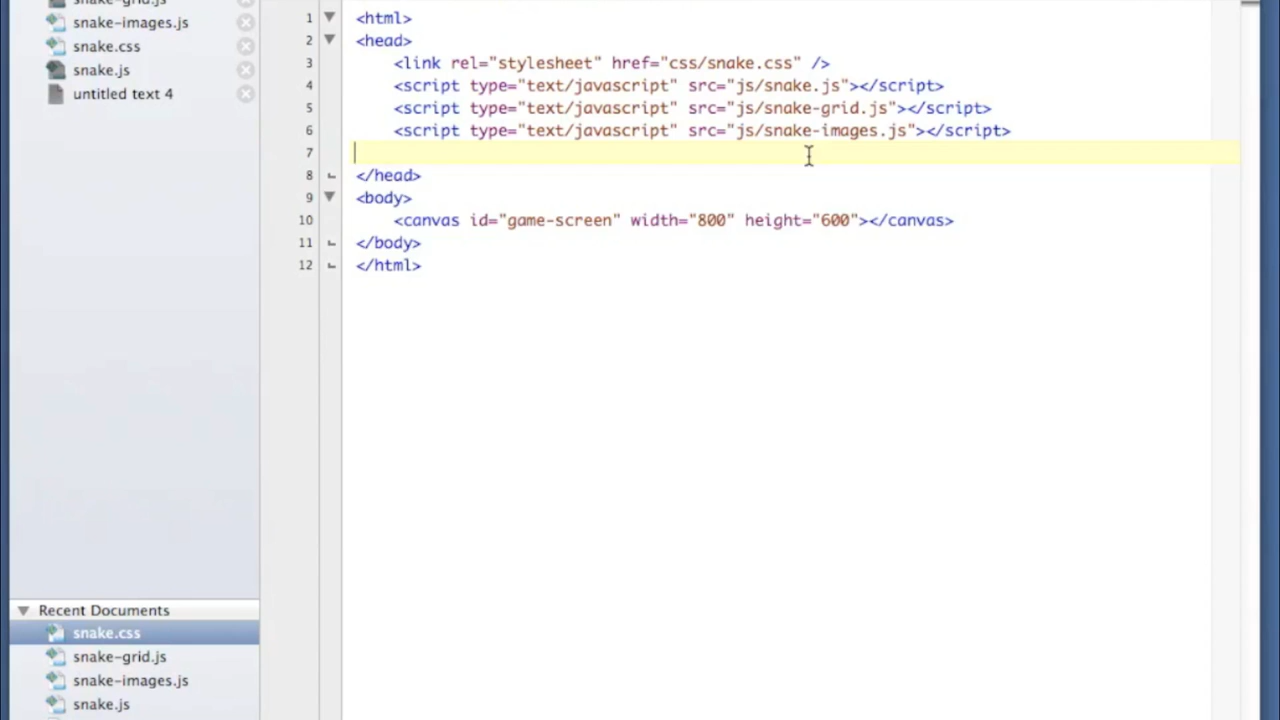 snake-grid.js
snake-images.js
snake.css
snake.js
untitled text 4
Recent Documents
snake.css
snake-grid.js
snake-images.js
snake.js
1 <html>
2 <head>
3 <link rel="stylesheet" href="css/snake.css" />
4 <script type="text/javascript" src="js/snake.js"></script>
5 <script type="text/javascript" src="js/snake-grid.js"></script>
6 <script type="text/javascript" src="js/snake-images.js"></script>
7
8 </head>
9 <body>
10 <canvas id="game-screen" width="800" height="600"></canvas>
11 </body>
12 </html>